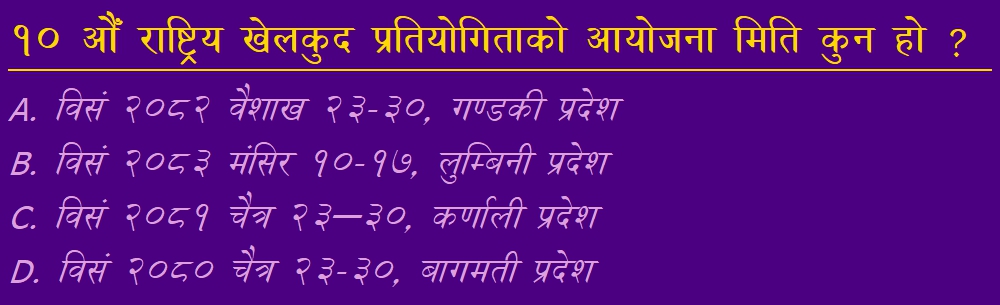 १० औँ राष्ट्रिय खेलकुद प्रतियोगिताको आयोजना मिति कुन हो ?
A. विसं २०८२ वैशाख २३-३०, गण्डकी प्रदेश
B. विसं २०८३ मंसिर १०-१७, लुम्बिनी प्रदेश
C. विसं २०८१ चैत्र २३—३०, कर्णाली प्रदेश
D. विसं २०८० चैत्र २३-३०, बागमती प्रदेश